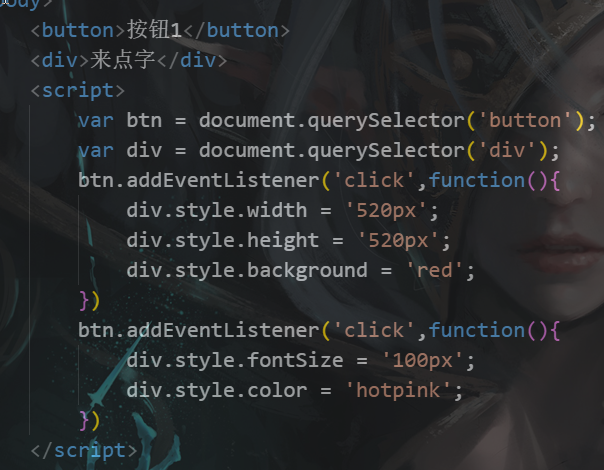 body>
<button>按钮1</button>
<div>来点字</div>
<script>
var btn = document.querySelector('button');
var div = document.querySelector('div');
btn.addEventListener('click',function(){
div.style.width = '520px';
div.style.height = '520px';
div.style.background = 'red';
})
btn.addEventListener('click',function(){
div.style.fontSize = '100px';
div.style.color = 'hotpink';
})
</script>